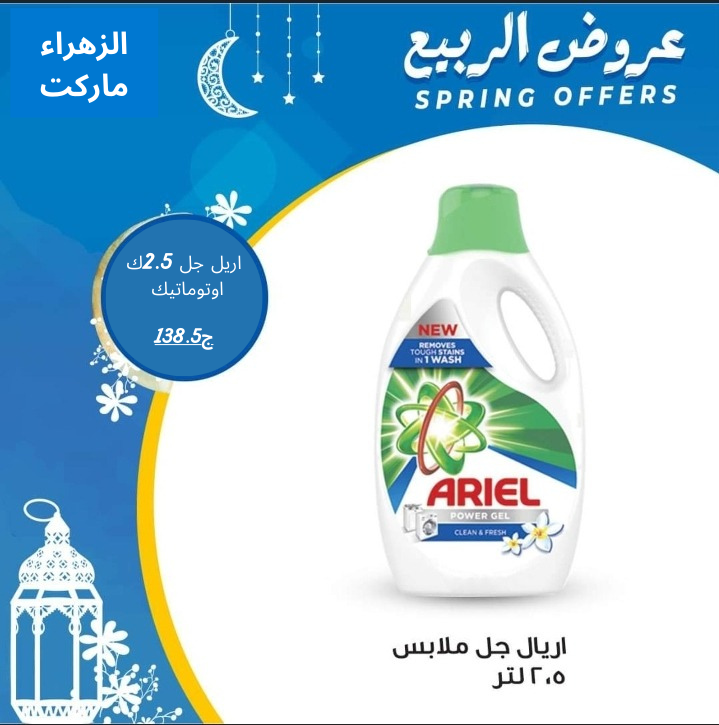 الزهراء
ماركت
عروض الربيع
SPRING OFFERS
اريل جل 2.5ك
اوتوماتيك
138.5ج
NEW
REMOVES
TOUGH STAINS
IN 1 WASH
ARIEL
POWER GEL
CLEAN & FRESH
اريال جل ملابس
٢،٥ لتر